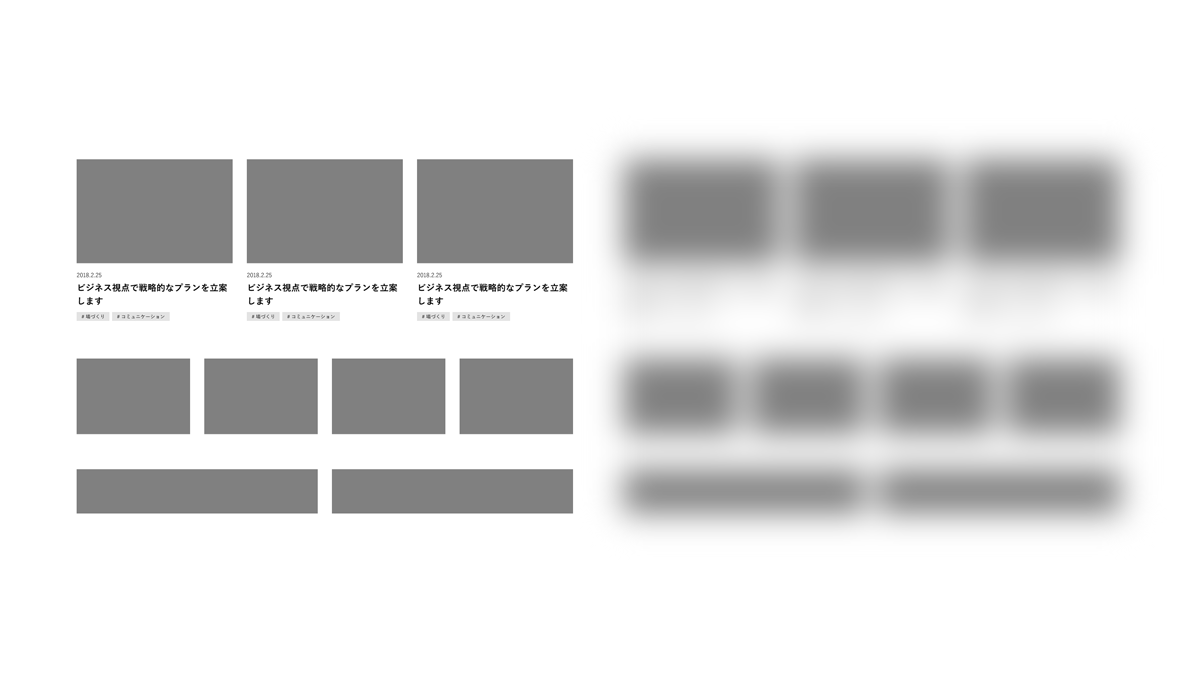 2018.2.25
ビジネス視点で戦略的なプランを立案
します
# 場づくり # コミュニケーション
2018.2.25
ビジネス視点で戦略的なプランを立案
します
# 場づくり # コミュニケーション
2018.2.25
ビジネス視点で戦略的なプランを立案
します
# 場づくり # コミュニケーション